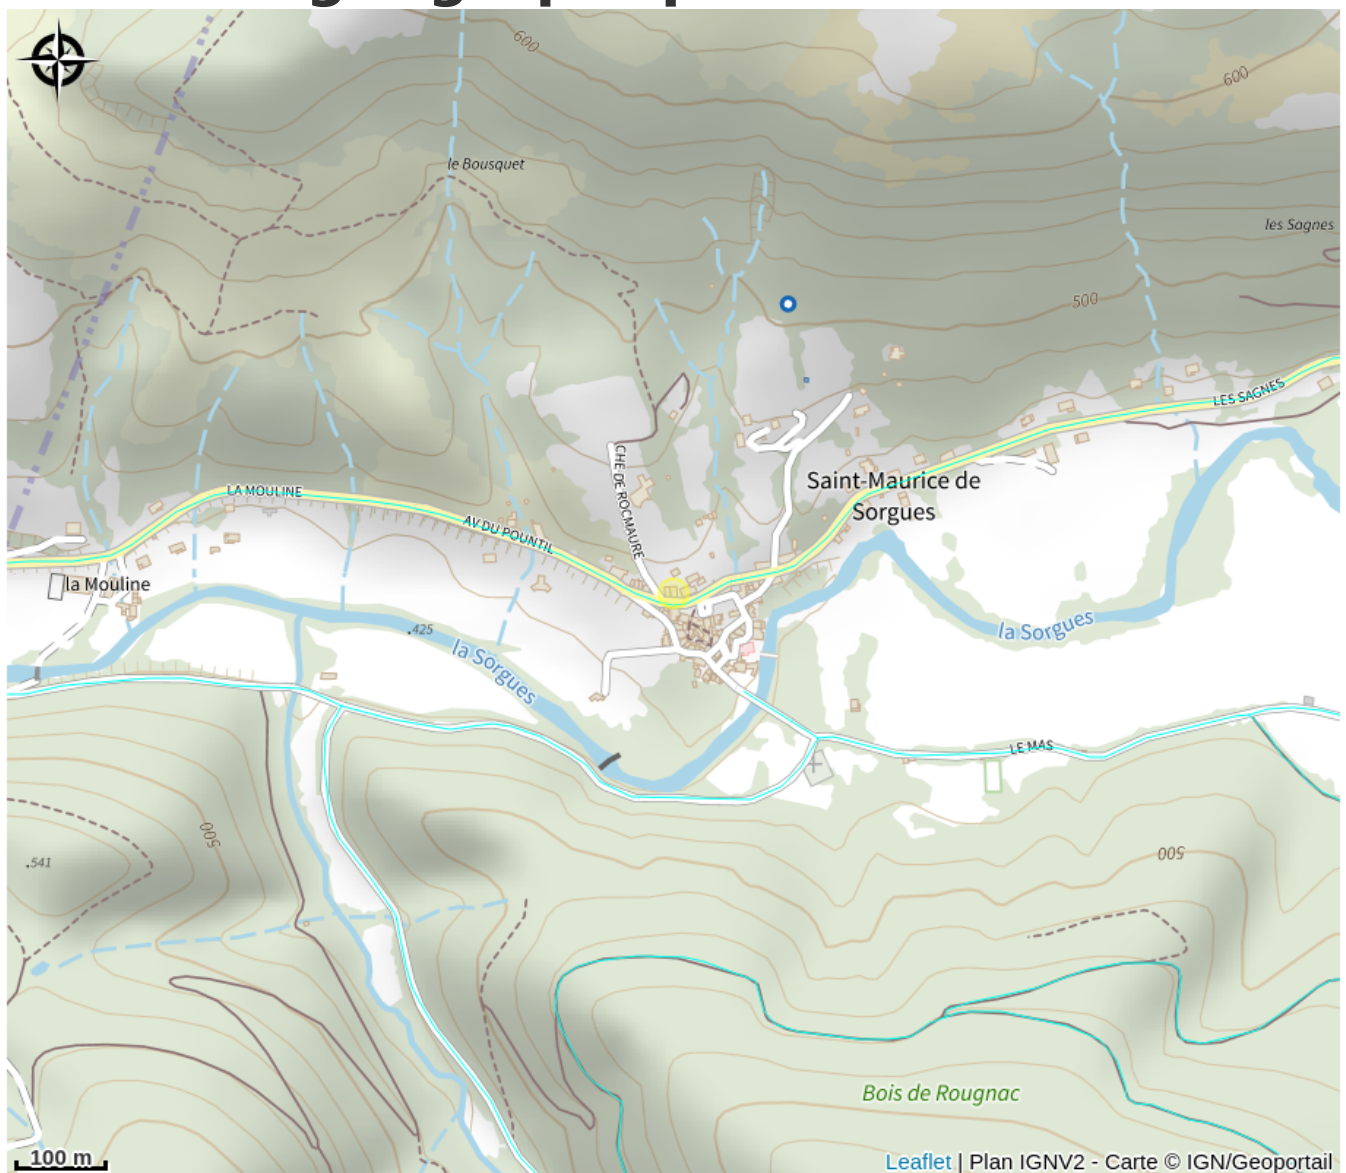 600
600
le Bousquet
les Sagnes
500
LES SAGNES
CHE DE ROCMAURE
Saint-Maurice de
Sorgues
LA MOULINE
AV DU POUNTIL
la Mouline
.425
la Sorgues
la Sorgues
LE MAS
500
500
.541
Bois de Rougnac
100 m
Leaflet | Plan IGNV2 - Carte © IGN/Geoportail